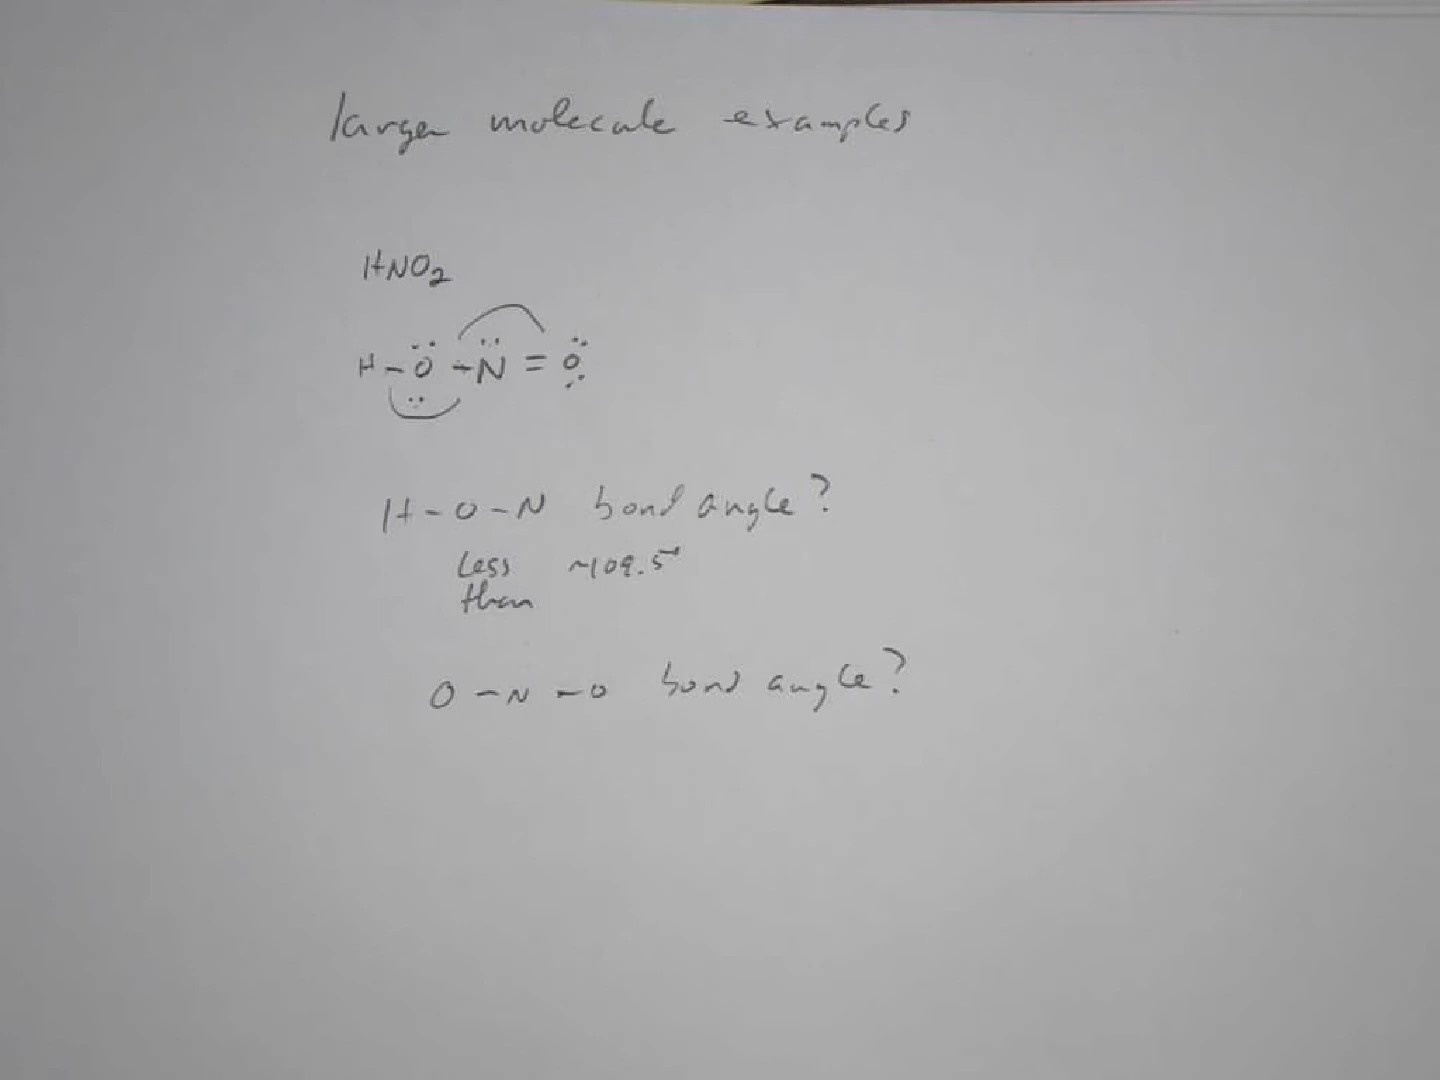 larger molecule examples
HNO2
H-O-N=O
H-O-N bond angle?
Less ~109.5°
than
O-N-O bond angle?